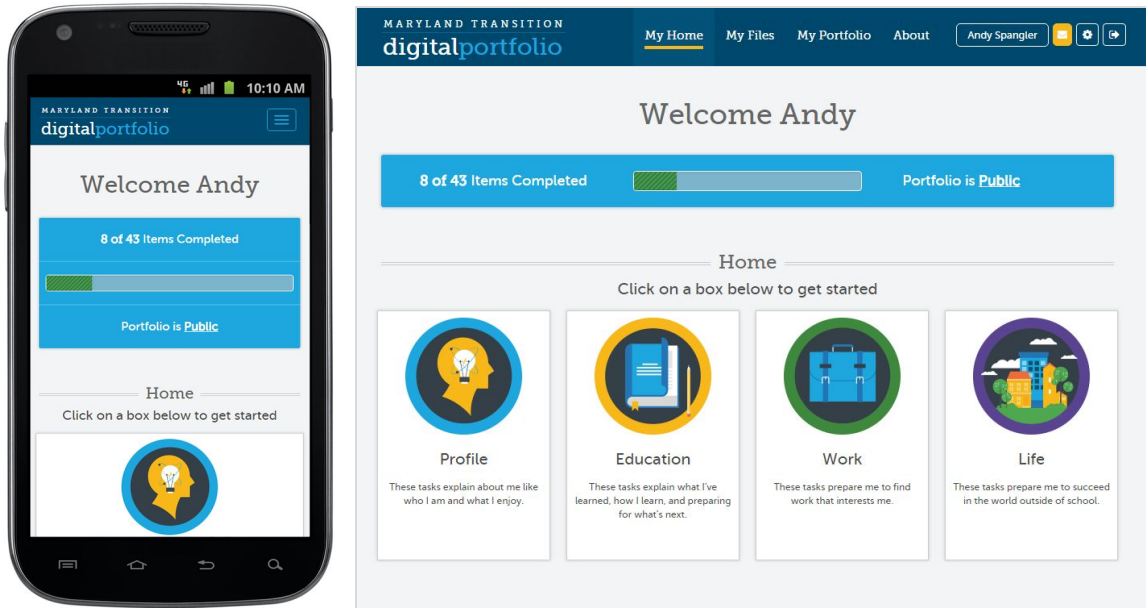 4G
10:10 AM
MARYLAND TRANSITION
digitalportfolio
Welcome Andy
8 of 43 Items Completed
Portfolio is Public
Home
Click on a box below to get started
MARYLAND TRANSITION
digitalportfolio
My Home My Files My Portfolio About Andy Spangler
Welcome Andy
8 of 43 Items Completed Portfolio is Public
Home
Click on a box below to get started
Profile
These tasks explain about me like
who I am and what I enjoy.
Education
These tasks explain what I've
learned, how I learn, and preparing
for what's next.
Work
These tasks prepare me to find
work that interests me.
Life
These tasks prepare me to succeed
in the world outside of school.